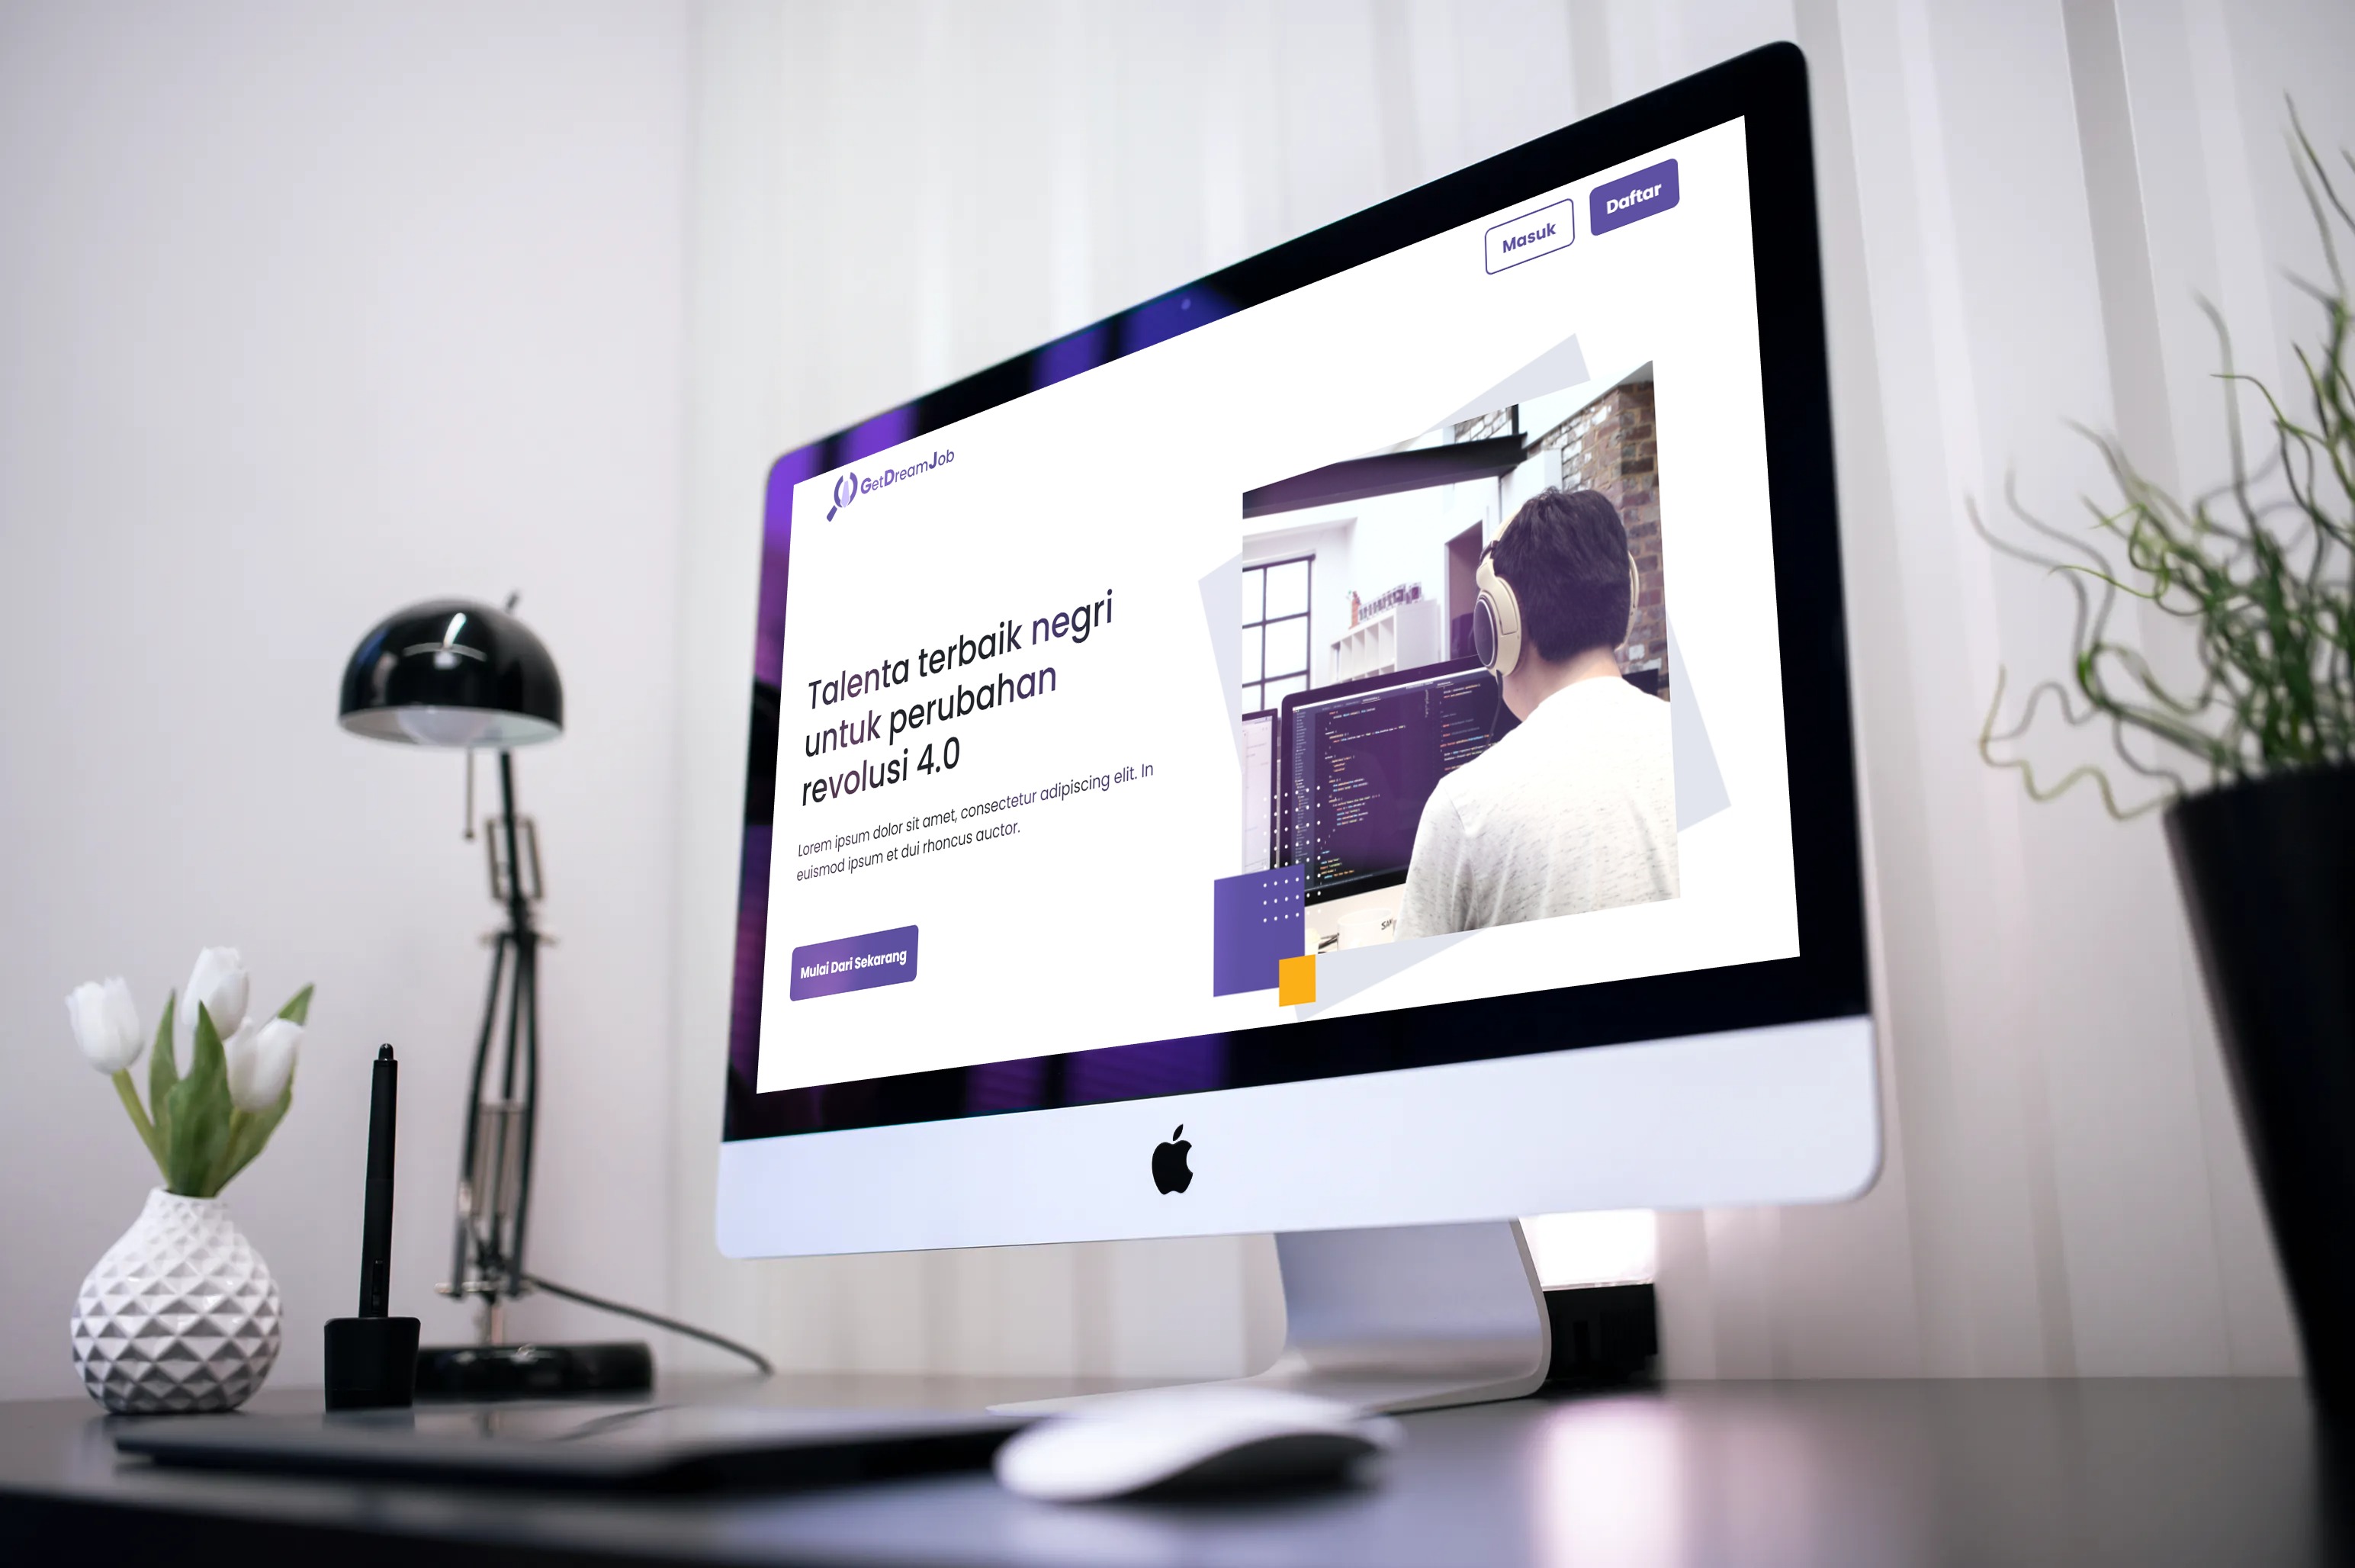 GetDreamJob
Masuk
Daftar
Talenta terbaik negri
untuk perubahan
revolusi 4.0
Lorem ipsum dolor sit amet, consectetur adipiscing elit. In
euismod ipsum et dui rhoncus auctor.
Mulai Dari Sekarang